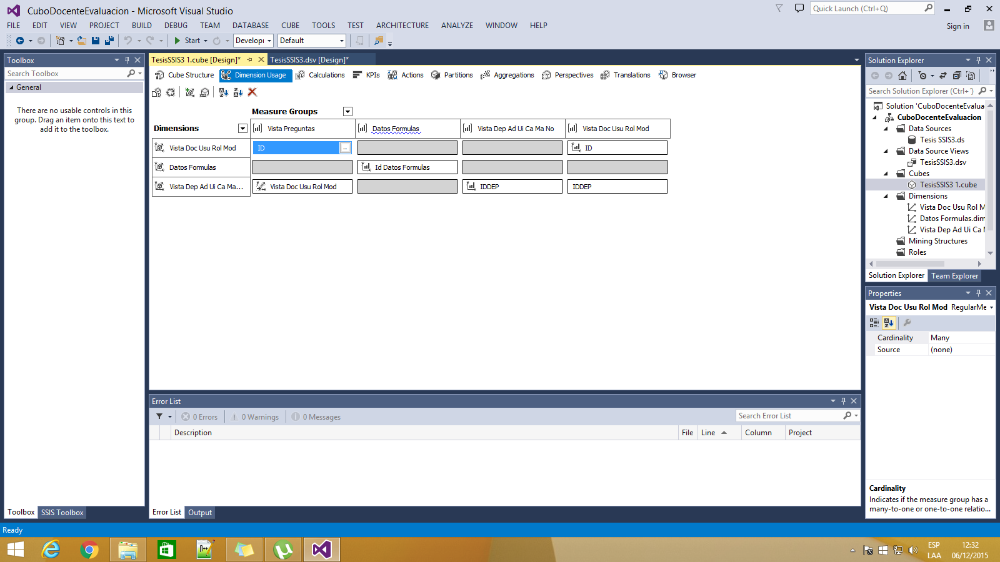 CuboDocenteEvaluacion - Microsoft Visual Studio
Quick Launch (Ctrl+Q)
FILE EDIT VIEW PROJECT BUILD DEBUG TEAM DATABASE CUBE TOOLS TEST ARCHITECTURE ANALYZE WINDOW HELP
Sign in
Start Develop Default
Toolbox
Search Toolbox
General
There are no usable controls in this
group. Drag an item onto this text to
add it to the toolbox.
Toolbox SSIS Toolbox
TesisSSIS3 1.cube [Design]* TesisSSIS3.dsv [Design]*
Cube Structure Dimension Usage Calculations KPIs Actions Partitions Aggregations Perspectives Translations Browser
Measure Groups
Dimensions Vista Preguntas Datos Formulas Vista Dep Ad Ui Ca Ma No Vista Doc Usu Rol Mod
Vista Doc Usu Rol Mod ID ... ID
Datos Formulas Id Datos Formulas
Vista Dep Ad Ui Ca Ma... Vista Doc Usu Rol Mod IDDEP IDDEP
Error List
0 Errors 0 Warnings 0 Messages
Search Error List
Description File Line Column Project
Error List Output
Solution Explorer
Search Solution Explorer (Ctrl+
Solution 'CuboDocenteEvalua
CuboDocenteEvaluacion
Data Sources
Tesis SSIS3.ds
Data Source Views
TesisSSIS3.dsv
Cubes
TesisSSIS3 1.cube
Dimensions
Vista Doc Usu Rol M
Datos Formulas.dim
Vista Dep Ad Ui Ca
Mining Structures
Roles
Solution Explorer Team Explorer
Properties
Vista Doc Usu Rol Mod RegularMe
Cardinality Many
Source (none)
Cardinality
Indicates if the measure group has a
many-to-one or one-to-one relatio...
Ready
ESP
LAA
12:32
06/12/2015